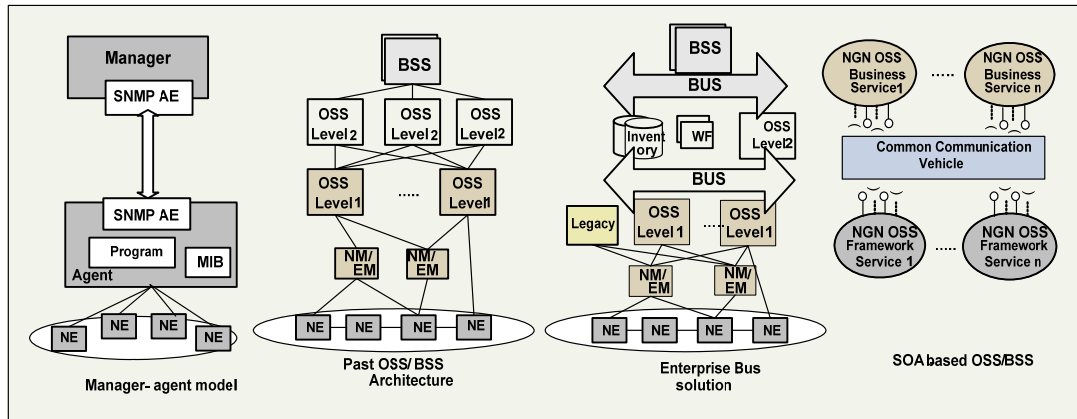 Manager
SNMP AE
SNMP AE
Program
MIB
Agent
NE
NE
NE
NE
Manager- agent model
BSS
OSS
Level2
OSS
Level2
OSS
Level2
OSS
Level1
.....
OSS
Level1
NM/
EM
NM/
EM
NE
NE
NE
NE
Past OSS/ BSS
Architecture
BSS
BUS
Invent
ory
WF
OSS
Level2
BUS
Legacy
OSS
Level 1
.....
OSS
Level 1
NM/
EM
NM/
EM
NE
NE
NE
NE
Enterprise Bus
solution
NGN OSS
Business
Service1
.....
NGN OSS
Business
Service n
Common Communication
Vehicle
NGN OSS
Framework
Service 1
.....
NGN OSS
Framework
Service n
SOA based OSS/BSS